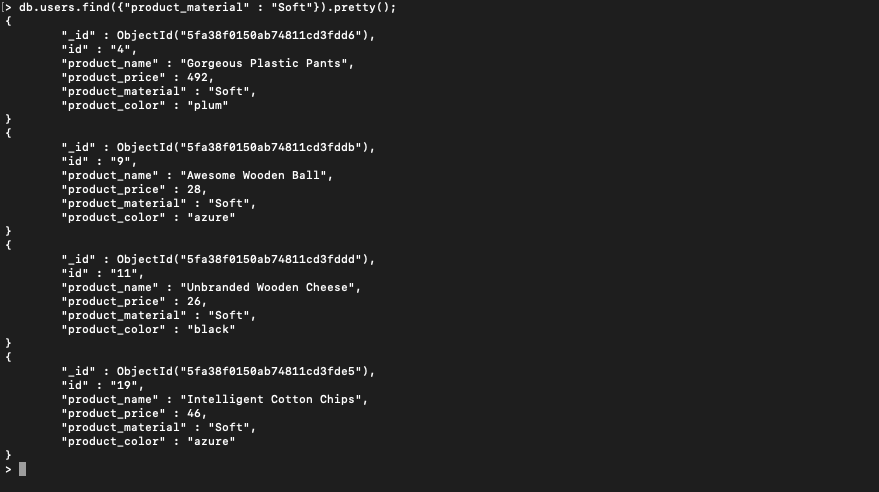 [> db.users.find({"product_material" : "Soft"}).pretty();
{
        "_id" : ObjectId("5fa38f0150ab74811cd3fdd6"),
        "id" : "4",
        "product_name" : "Gorgeous Plastic Pants",
        "product_price" : 492,
        "product_material" : "Soft",
        "product_color" : "plum"
}
{
        "_id" : ObjectId("5fa38f0150ab74811cd3fddb"),
        "id" : "9",
        "product_name" : "Awesome Wooden Ball",
        "product_price" : 28,
        "product_material" : "Soft",
        "product_color" : "azure"
}
{
        "_id" : ObjectId("5fa38f0150ab74811cd3fddd"),
        "id" : "11",
        "product_name" : "Unbranded Wooden Cheese",
        "product_price" : 26,
        "product_material" : "Soft",
        "product_color" : "black"
}
{
        "_id" : ObjectId("5fa38f0150ab74811cd3fde5"),
        "id" : "19",
        "product_name" : "Intelligent Cotton Chips",
        "product_price" : 46,
        "product_material" : "Soft",
        "product_color" : "azure"
}
>